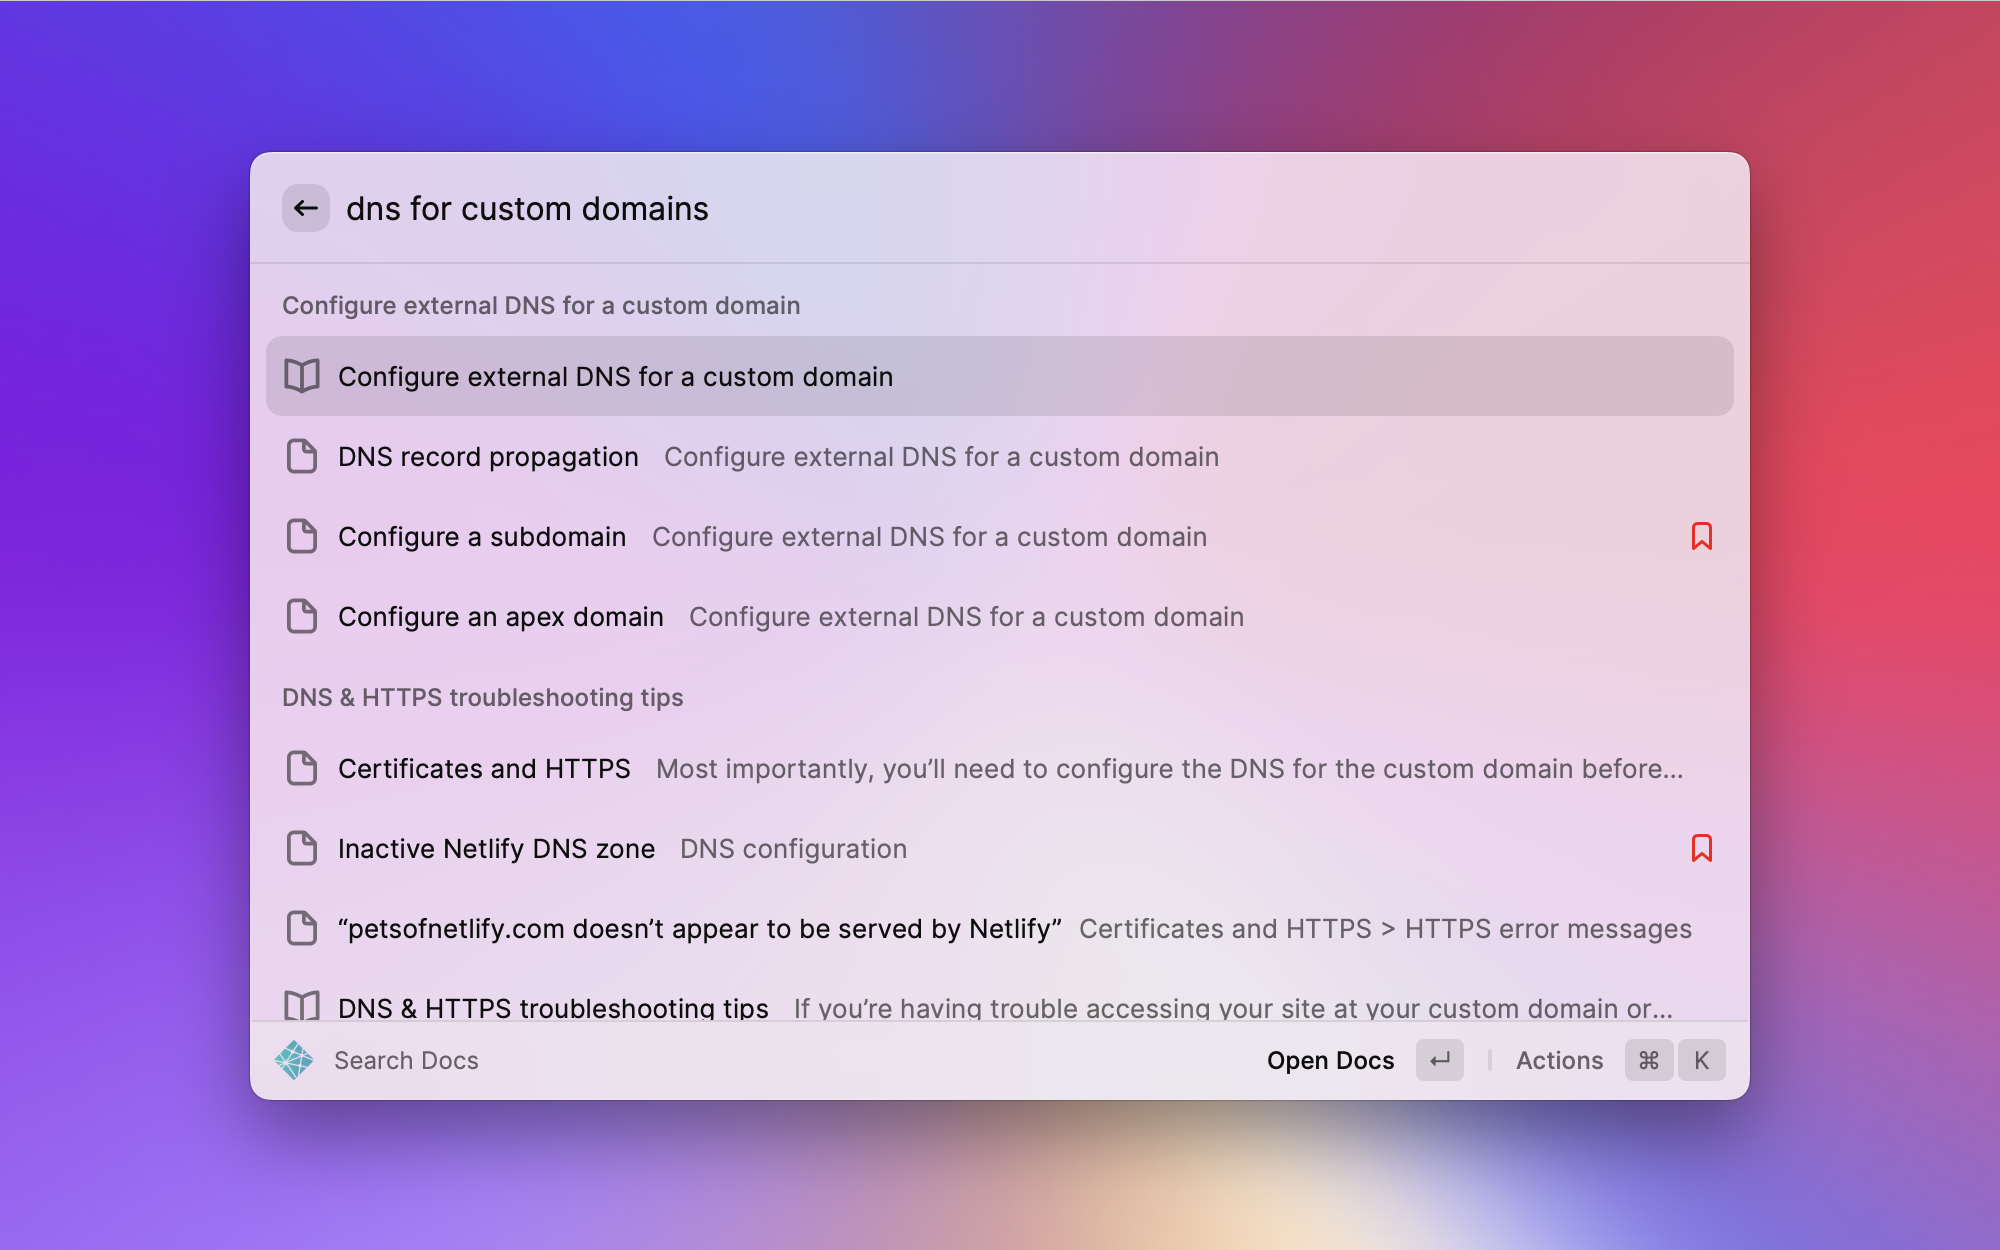 dns for custom domains
Configure external DNS for a custom domain
Configure external DNS for a custom domain
DNS record propagation Configure external DNS for a custom domain
Configure a subdomain Configure external DNS for a custom domain
Configure an apex domain Configure external DNS for a custom domain
DNS & HTTPS troubleshooting tips
Certificates and HTTPS Most importantly, you’ll need to configure the DNS for the custom domain before...
Inactive Netlify DNS zone DNS configuration
“petsofnetlify.com doesn’t appear to be served by Netlify” Certificates and HTTPS > HTTPS error messages
DNS & HTTPS troubleshooting tips If you’re having trouble accessing your site at your custom domain or...
Search Docs Open Docs ↵ Actions ⌘ K